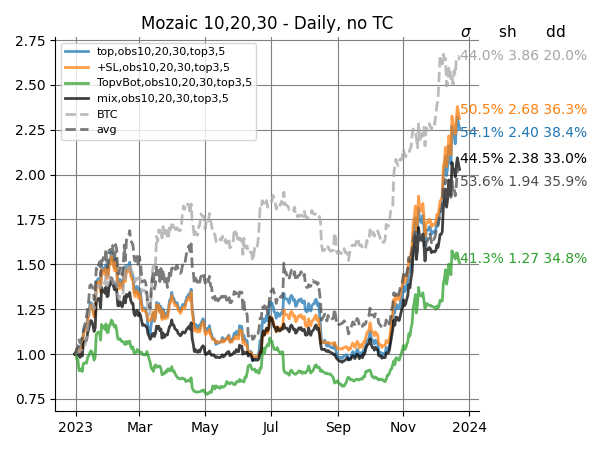 Mozaic 10,20,30 - Daily, no TC
σ sh dd
2.75
2.50
2.25
2.00
1.75
1.50
1.25
1.00
0.75
top,obs10,20,30,top3,5
+SL,obs10,20,30,top3,5
TopvBot,obs10,20,30,top3,5
mix,obs10,20,30,top3,5
BTC
avg
44.0% 3.86 20.0%
50.5% 2.68 36.3%
54.1% 2.40 38.4%
44.5% 2.38 33.0%
53.6% 1.94 35.9%
41.3% 1.27 34.8%
2023 Mar May Jul Sep Nov 2024